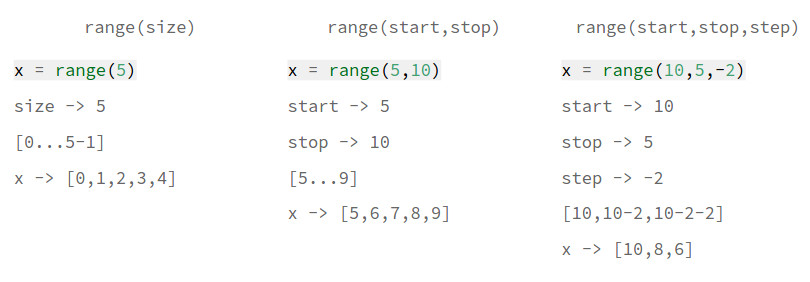 range(size)
x = range(5)
size -> 5
[0...5-1]
x -> [0,1,2,3,4]
range(start,stop)
x = range(5,10)
start -> 5
stop -> 10
[5...9]
x -> [5,6,7,8,9]
range(start,stop,step)
x = range(10,5,-2)
start -> 10
stop -> 5
step -> -2
[10,10-2,10-2-2]
x -> [10,8,6]